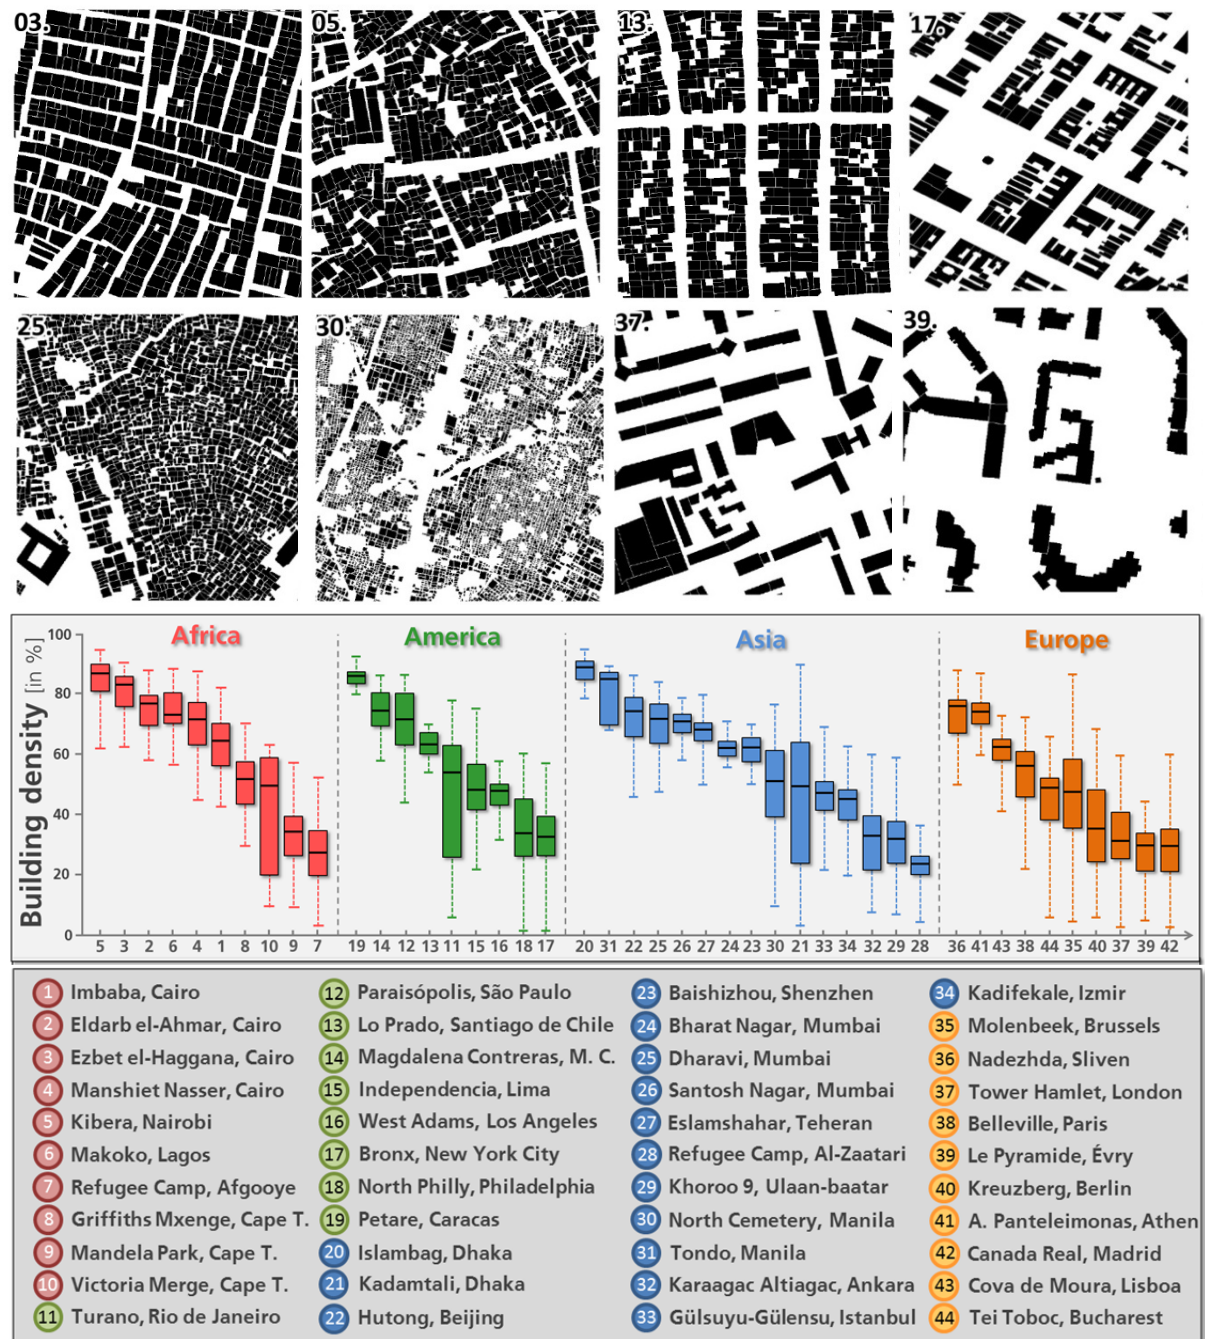 03. 05. 13. 17.
25. 30. 37. 39.
Africa America Asia Europe
Building density [in %]
100
80
60
40
20
0
5 3 2 6 4 1 8 10 9 7 19 14 12 13 11 15 16 18 17 20 31 22 25 26 27 24 23 30 21 33 34 32 29 28 36 41 43 38 44 35 40 37 39 42
1 Imbaba, Cairo
2 Eldarb el-Ahmar, Cairo
3 Ezbet el-Haggana, Cairo
4 Manshiet Nasser, Cairo
5 Kibera, Nairobi
6 Makoko, Lagos
7 Refugee Camp, Afgooye
8 Griffiths Mxenge, Cape T.
9 Mandela Park, Cape T.
10 Victoria Merge, Cape T.
11 Turano, Rio de Janeiro
12 Paraisópolis, São Paulo
13 Lo Prado, Santiago de Chile
14 Magdalena Contreras, M. C.
15 Independencia, Lima
16 West Adams, Los Angeles
17 Bronx, New York City
18 North Philly, Philadelphia
19 Petare, Caracas
20 Islambag, Dhaka
21 Kadamtali, Dhaka
22 Hutong, Beijing
23 Baishizhou, Shenzhen
24 Bharat Nagar, Mumbai
25 Dharavi, Mumbai
26 Santosh Nagar, Mumbai
27 Eslamshahar, Teheran
28 Refugee Camp, Al-Zaatari
29 Khoroo 9, Ulaan-baatar
30 North Cemetery, Manila
31 Tondo, Manila
32 Karaagac Altiagac, Ankara
33 Gülsuyu-Gülensu, Istanbul
34 Kadifekale, Izmir
35 Molenbeek, Brussels
36 Nadezhda, Sliven
37 Tower Hamlet, London
38 Belleville, Paris
39 Le Pyramide, Évry
40 Kreuzberg, Berlin
41 A. Panteleimonas, Athen
42 Canada Real, Madrid
43 Cova de Moura, Lisboa
44 Tei Toboc, Bucharest